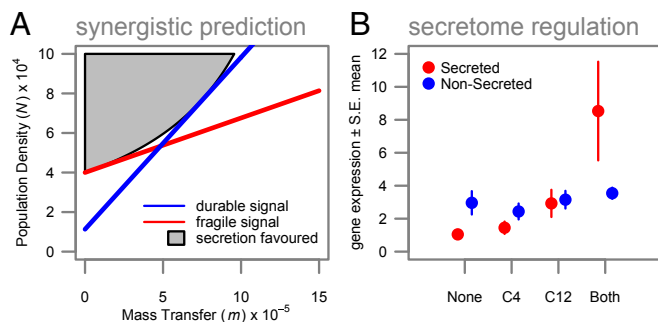 A synergistic prediction
Population Density (N) x 10⁴
10
8
6
4
2
0
durable signal
fragile signal
secretion favoured
0 5 10 15
Mass Transfer (m) x 10⁻⁵
B secretome regulation
gene expression ± S.E. mean
12
10
8
6
4
2
0
Secreted
Non-Secreted
None C4 C12 Both